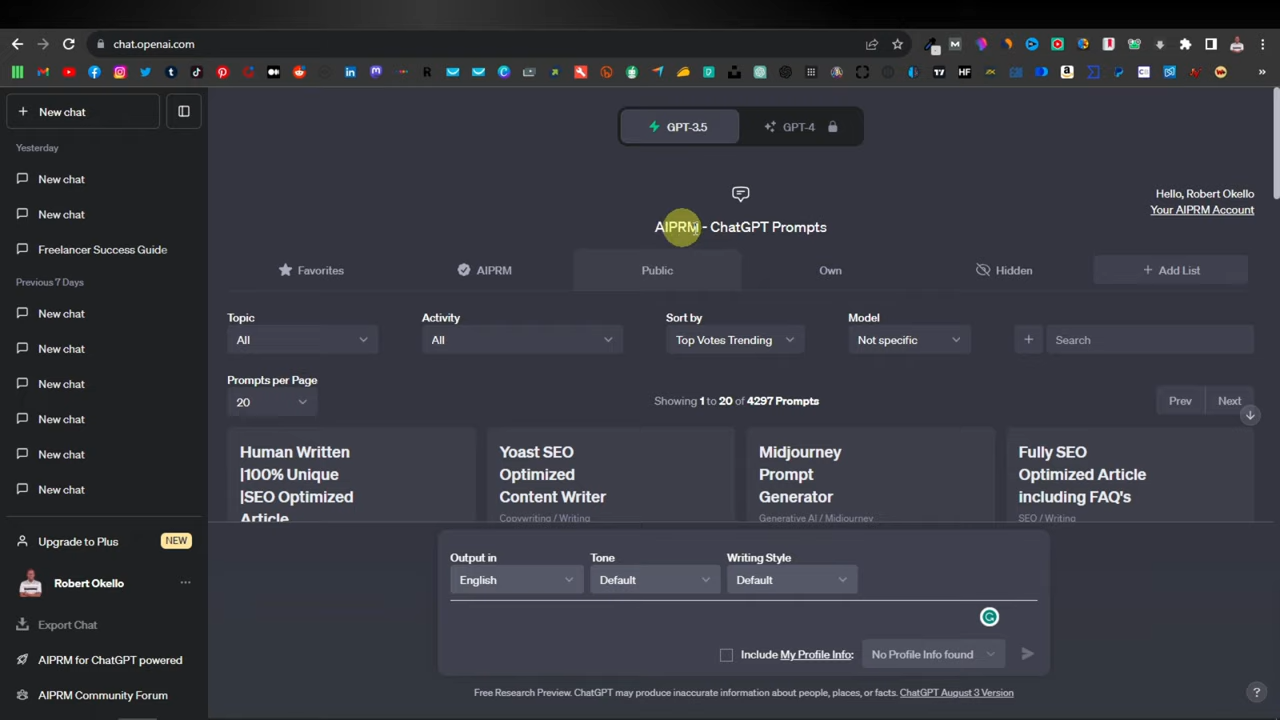 chat.openai.com
New chat
Yesterday
New chat
New chat
Freelancer Success Guide
Previous 7 Days
New chat
New chat
New chat
New chat
New chat
New chat
Upgrade to Plus NEW
Robert Okello
Export Chat
AIPRM for ChatGPT powered
AIPRM Community Forum
GPT-3.5 GPT-4
Hello, Robert Okello
Your AIPRM Account
AIPRM - ChatGPT Prompts
Favorites AIPRM Public Own Hidden + Add List
Topic Activity Sort by Model
All All Top Votes Trending Not specific + Search
Prompts per Page
20 Showing 1 to 20 of 4297 Prompts Prev Next
Human Written
|100% Unique
|SEO Optimized
Article
Yoast SEO
Optimized
Content Writer
Copywriting / Writing
Midjourney
Prompt
Generator
Generative AI / Midjourney
Fully SEO
Optimized Article
including FAQ's
SEO / Writing
Output in Tone Writing Style
English Default Default
Include My Profile Info: No Profile Info found
Free Research Preview. ChatGPT may produce inaccurate information about people, places, or facts. ChatGPT August 3 Version
?